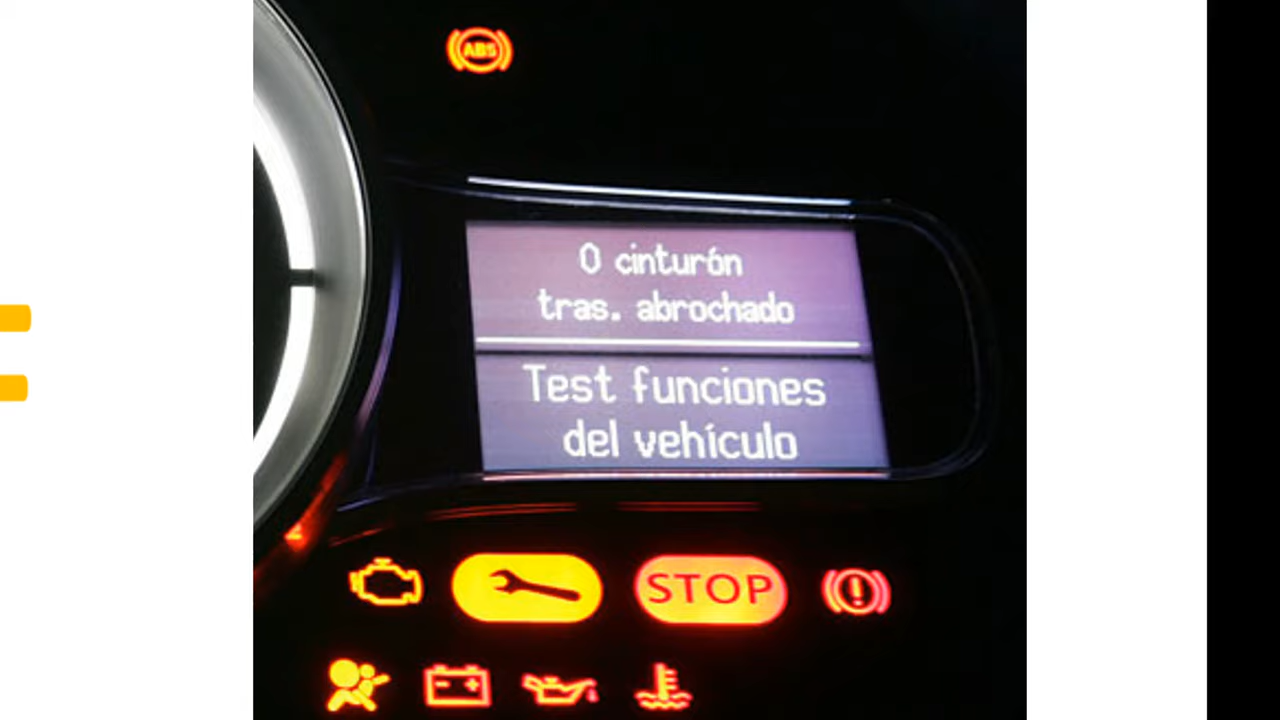 ABS
0 cinturón
tras. abrochado
Test funciones
del vehículo
STOP